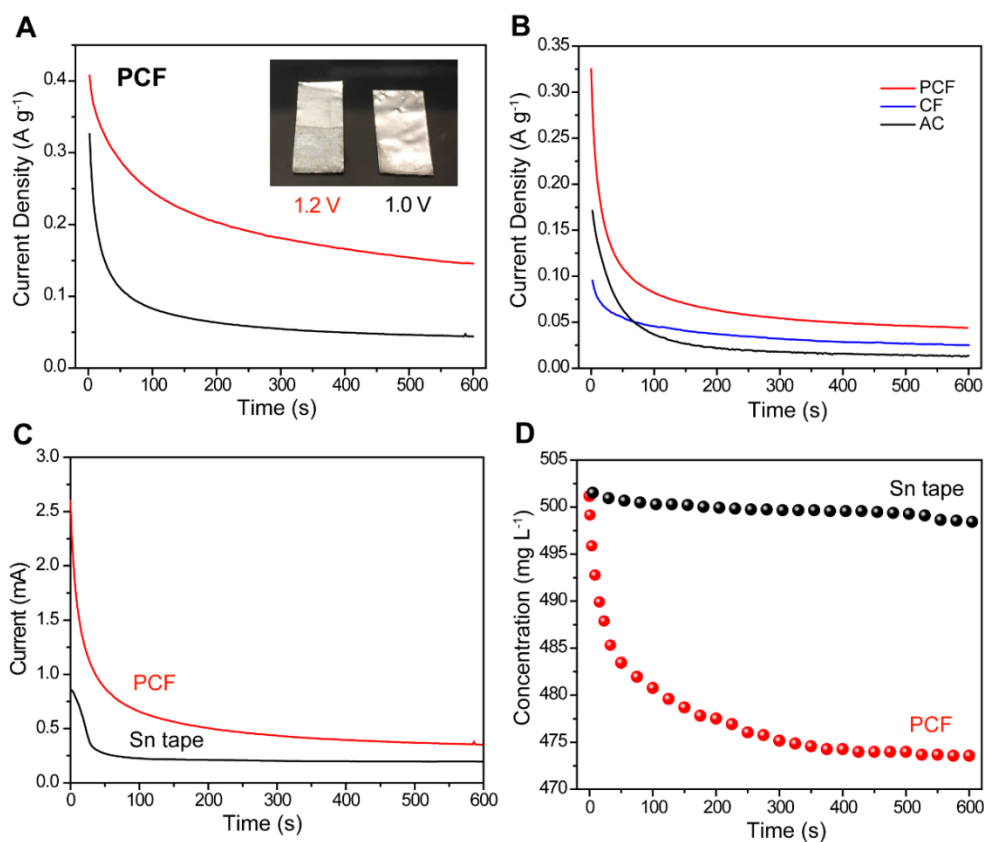 A
PCF
Current Density (A g⁻¹)
0.4
0.3
0.2
0.1
0.0
1.2 V
1.0 V
0 100 200 300 400 500 600
Time (s)
B
Current Density (A g⁻¹)
0.35
0.30
0.25
0.20
0.15
0.10
0.05
0.00
PCF
CF
AC
0 100 200 300 400 500 600
Time (s)
C
Current (mA)
3.0
2.5
2.0
1.5
1.0
0.5
0.0
PCF
Sn tape
0 100 200 300 400 500 600
Time (s)
D
Concentration (mg L⁻¹)
505
500
495
490
485
480
475
470
Sn tape
PCF
0 100 200 300 400 500 600
Time (s)